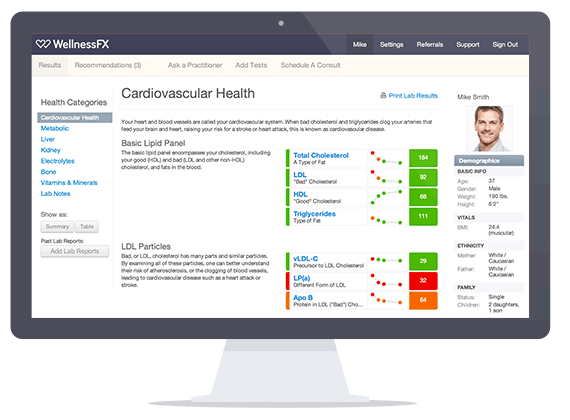 WellnessFX
Mike Settings Referrals Support Sign Out
Results Recommendations (3) Ask a Practitioner Add Tests Schedule A Consult
Health Categories
Cardiovascular Health
Metabolic
Liver
Kidney
Electrolytes
Bone
Vitamins & Minerals
Lab Notes
Show as:
Summary Table
Past Lab Reports:
Add Lab Reports
Cardiovascular Health
Print Lab Results
Your heart and blood vessels are called your cardiovascular system. When bad cholesterol and triglycerides clog your arteries that
feed your brain and heart, raising your risk for a stroke or heart attack, this is known as cardiovascular disease.
Basic Lipid Panel
The basic lipid panel encompasses your cholesterol, including
your good (HDL) and bad (LDL and other non-HDL)
cholesterol, and fats in the blood.
Total Cholesterol 184
A Type of Fat
LDL 92
"Bad" Cholesterol
HDL 68
"Good" Cholesterol
Triglycerides 111
Type of Fat
LDL Particles
Bad, or LDL, cholesterol has many parts and similar particles.
By examining all of these particles, one can better understand
their risk of atherosclerosis, or the clogging of blood vessels,
leading to cardiovascular disease such as a heart attack or
stroke.
vLDL-C 29
Precursor to LDL Cholesterol
LP(a) 32
Different Form of LDL
Apo B 64
Protein in LDL ("Bad") Cho...
Mike Smith
Demographics
BASIC INFO
Age: 37
Gender: Male
Weight: 190 lbs.
Height: 6'2"
VITALS
BMI: 24.4
(muscular)
ETHNICITY
Mother: White /
Caucasian
Father: White /
Caucasian
FAMILY
Status: Single
Children: 2 daughters,
1 son